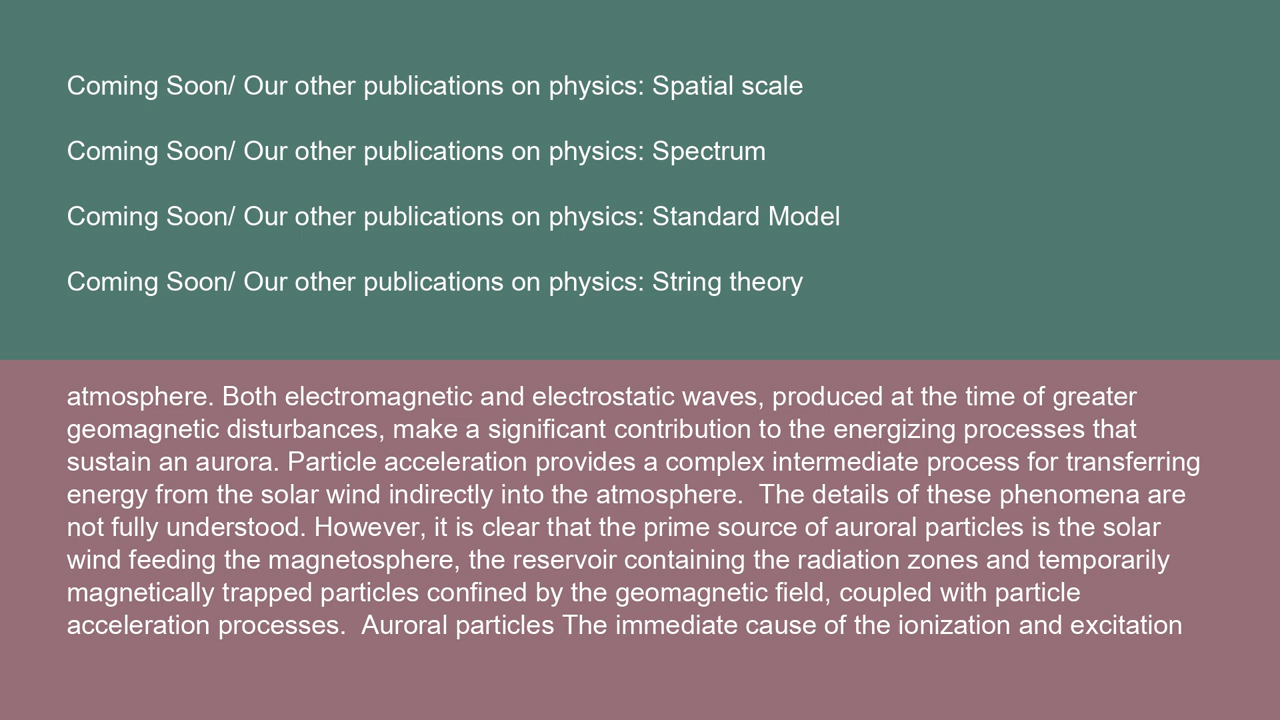 Coming Soon/ Our other publications on physics: Spatial scale
Coming Soon/ Our other publications on physics: Spectrum
Coming Soon/ Our other publications on physics: Standard Model
Coming Soon/ Our other publications on physics: String theory
atmosphere. Both electromagnetic and electrostatic waves, produced at the time of greater
geomagnetic disturbances, make a significant contribution to the energizing processes that
sustain an aurora. Particle acceleration provides a complex intermediate process for transferring
energy from the solar wind indirectly into the atmosphere.  The details of these phenomena are
not fully understood. However, it is clear that the prime source of auroral particles is the solar
wind feeding the magnetosphere, the reservoir containing the radiation zones and temporarily
magnetically trapped particles confined by the geomagnetic field, coupled with particle
acceleration processes.  Auroral particles The immediate cause of the ionization and excitation